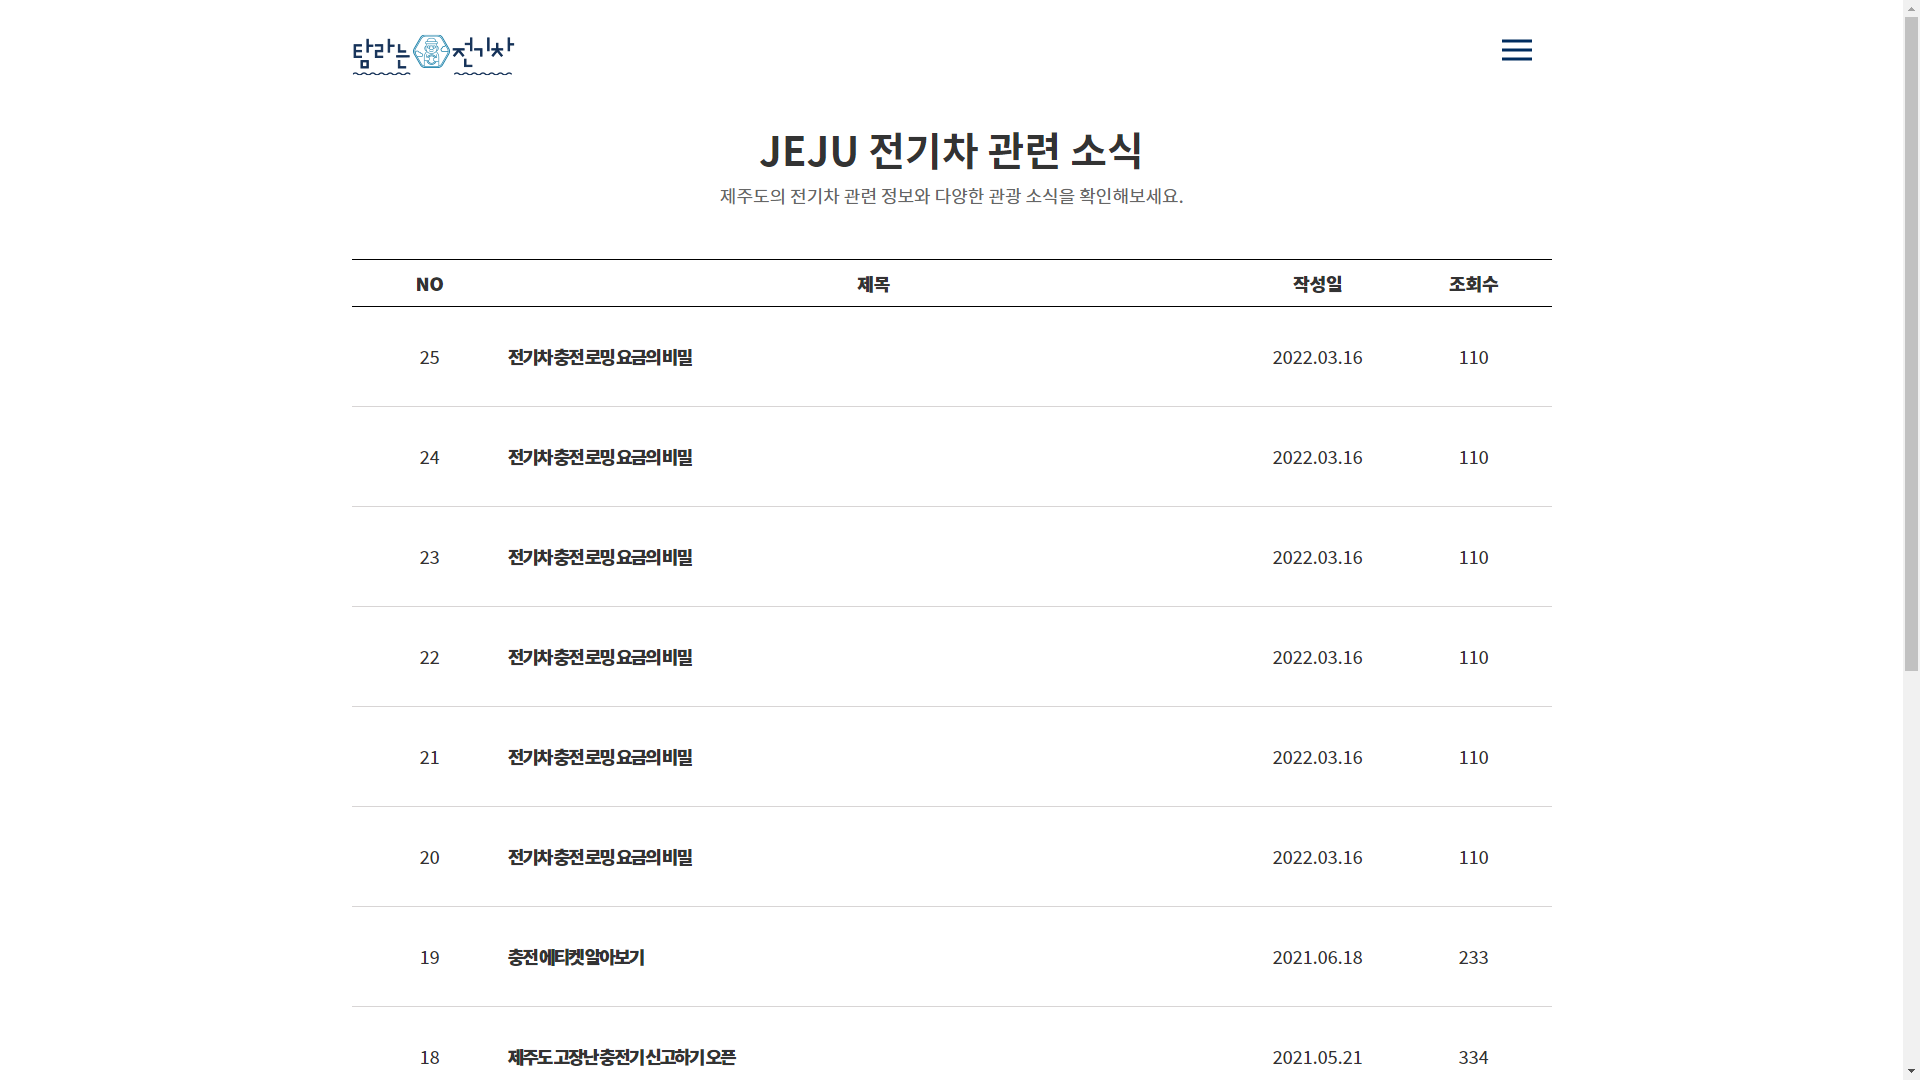 탐라는 전기차
JEJU 전기차 관련 소식
제주도의 전기차 관련 정보와 다양한 관광 소식을 확인해보세요.
NO 제목 작성일 조회수
25 전기차 충전 로밍 요금의 비밀 2022.03.16 110
24 전기차 충전 로밍 요금의 비밀 2022.03.16 110
23 전기차 충전 로밍 요금의 비밀 2022.03.16 110
22 전기차 충전 로밍 요금의 비밀 2022.03.16 110
21 전기차 충전 로밍 요금의 비밀 2022.03.16 110
20 전기차 충전 로밍 요금의 비밀 2022.03.16 110
19 충전 에티켓 알아보기 2021.06.18 233
18 제주도 고장난 충전기 신고하기 오픈 2021.05.21 334